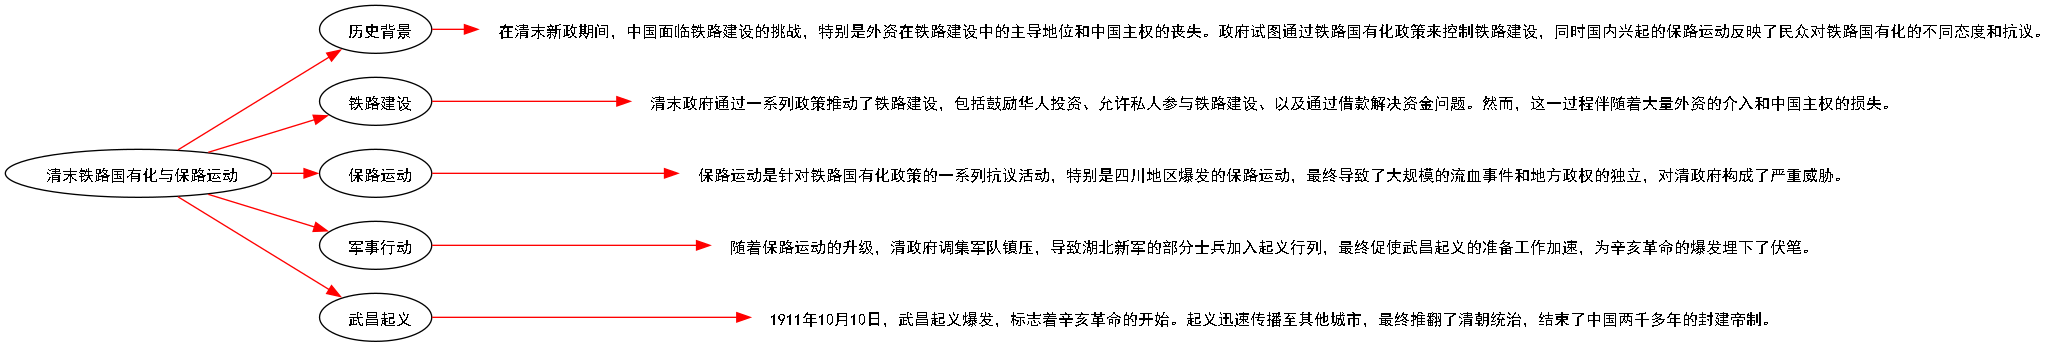 历史背景
在清末新政期间，中国面临铁路建设的挑战，特别是外资在铁路建设中的主导地位和中国主权的丧失。政府试图通过铁路国有化政策来控制铁路建设，同时国内兴起的保路运动反映了民众对铁路国有化的不同态度和抗议。
铁路建设
清末政府通过一系列政策推动了铁路建设，包括鼓励华人投资、允许私人参与铁路建设、以及通过借款解决资金问题。然而，这一过程伴随着大量外资的介入和中国主权的损失。
清末铁路国有化与保路运动
保路运动
保路运动是针对铁路国有化政策的一系列抗议活动，特别是四川地区爆发的保路运动，最终导致了大规模的流血事件和地方政权的独立，对清政府构成了严重威胁。
军事行动
随着保路运动的升级，清政府调集军队镇压，导致湖北新军的部分士兵加入起义行列，最终促使武昌起义的准备工作加速，为辛亥革命的爆发埋下了伏笔。
武昌起义
1911年10月10日，武昌起义爆发，标志着辛亥革命的开始。起义迅速传播至其他城市，最终推翻了清朝统治，结束了中国两千多年的封建帝制。